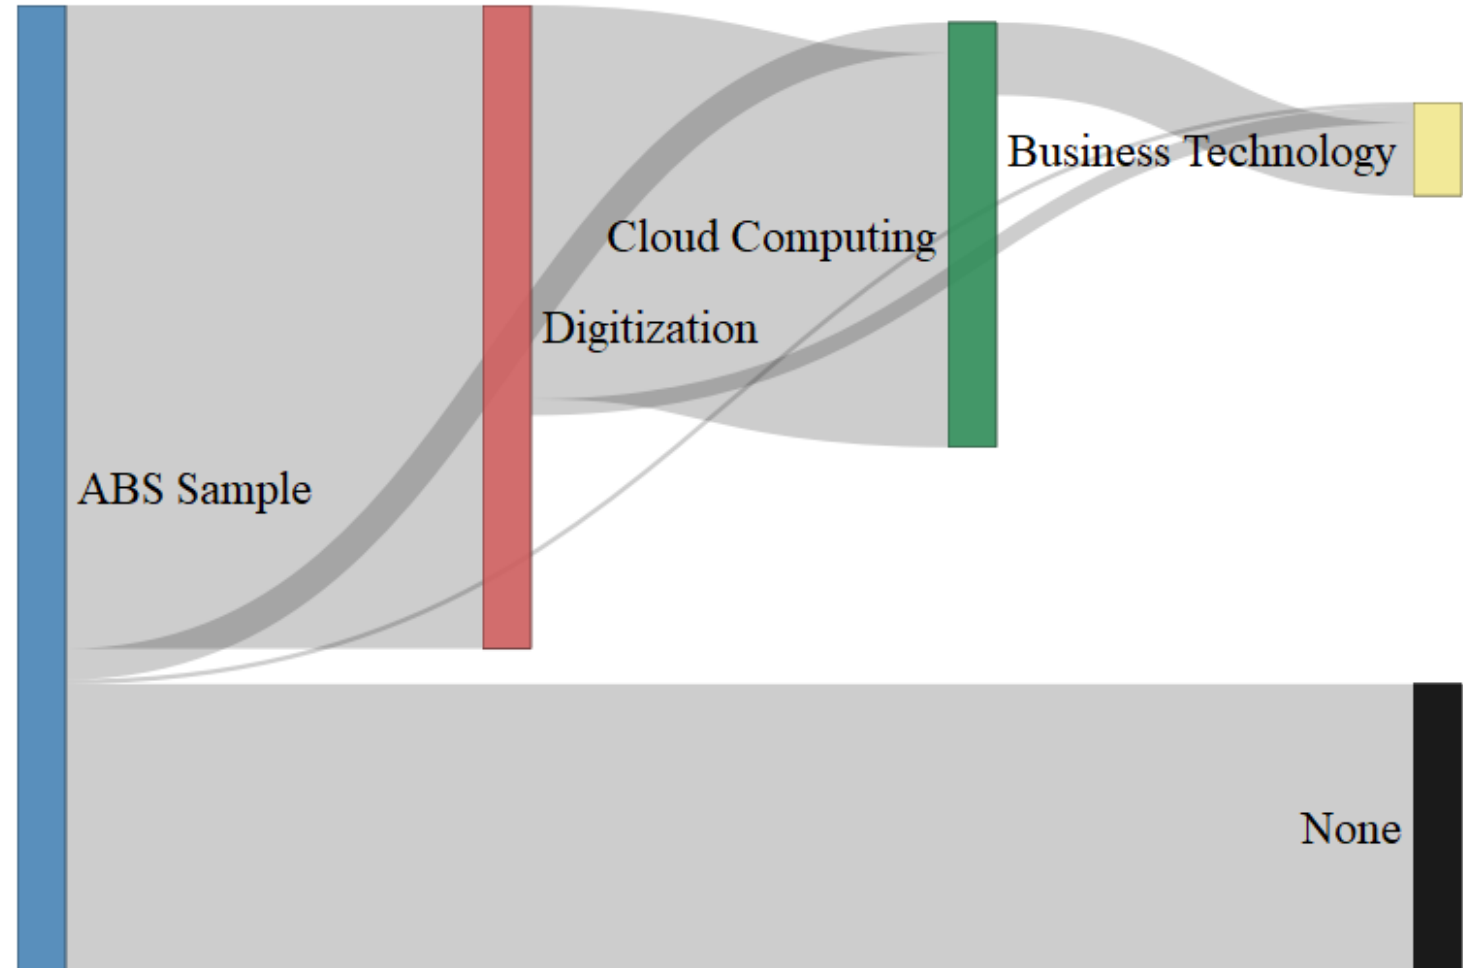 Business Technology
Cloud Computing
Digitization
ABS Sample
None